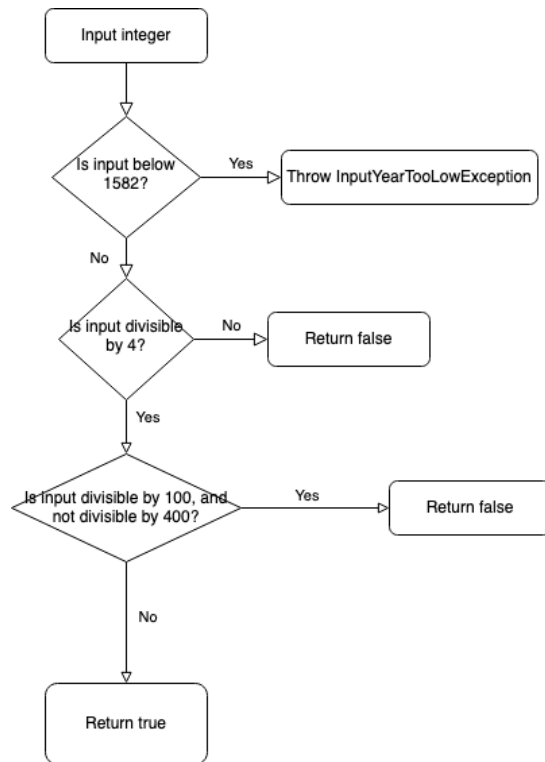 Input integer
Is input below
1582?
Yes
Throw InputYearTooLowException
No
Is input divisible
by 4?
No
Return false
Yes
Is input divisible by 100, and
not divisible by 400?
Yes
Return false
No
Return true